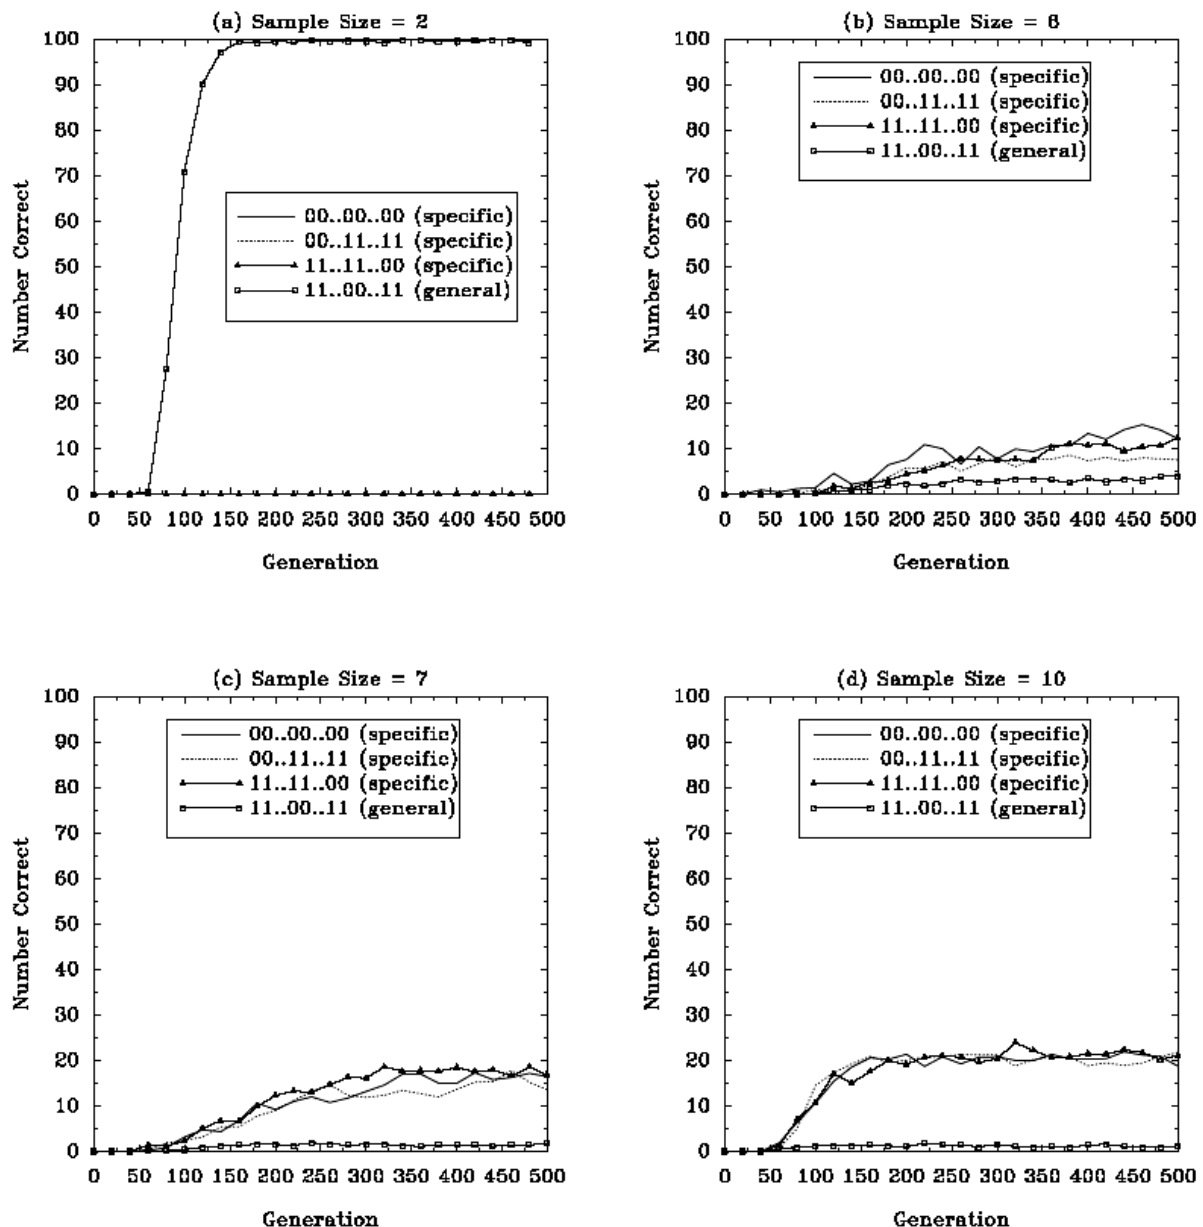 (a) Sample Size = 2
100
90
80
70
60
50
40
30
20
10
0
Number Correct
00..00..00 (specific)
00..11..11 (specific)
11..11..00 (specific)
11..00..11 (general)
0 50 100 150 200 250 300 350 400 450 500
Generation
(b) Sample Size = 6
100
90
80
70
60
50
40
30
20
10
0
Number Correct
00..00..00 (specific)
00..11..11 (specific)
11..11..00 (specific)
11..00..11 (general)
0 50 100 150 200 250 300 350 400 450 500
Generation
(c) Sample Size = 7
100
90
80
70
60
50
40
30
20
10
0
Number Correct
00..00..00 (specific)
00..11..11 (specific)
11..11..00 (specific)
11..00..11 (general)
0 50 100 150 200 250 300 350 400 450 500
Generation
(d) Sample Size = 10
100
90
80
70
60
50
40
30
20
10
0
Number Correct
00..00..00 (specific)
00..11..11 (specific)
11..11..00 (specific)
11..00..11 (general)
0 50 100 150 200 250 300 350 400 450 500
Generation